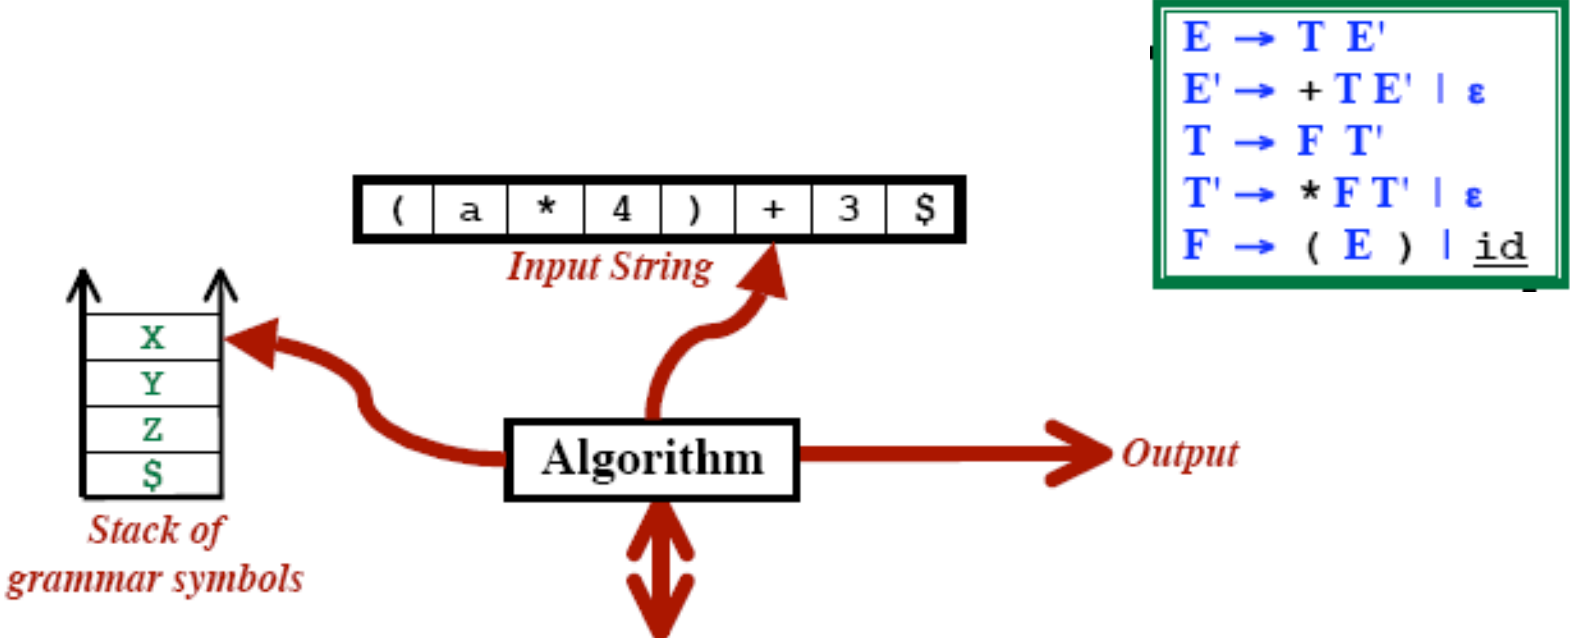 E → T E'
E' → + T E' | ε
T → F T'
T' → * F T' | ε
F → ( E ) | id
( a * 4 ) + 3 $
Input String
X
Y
Z
$
Stack of
grammar symbols
Algorithm
Output